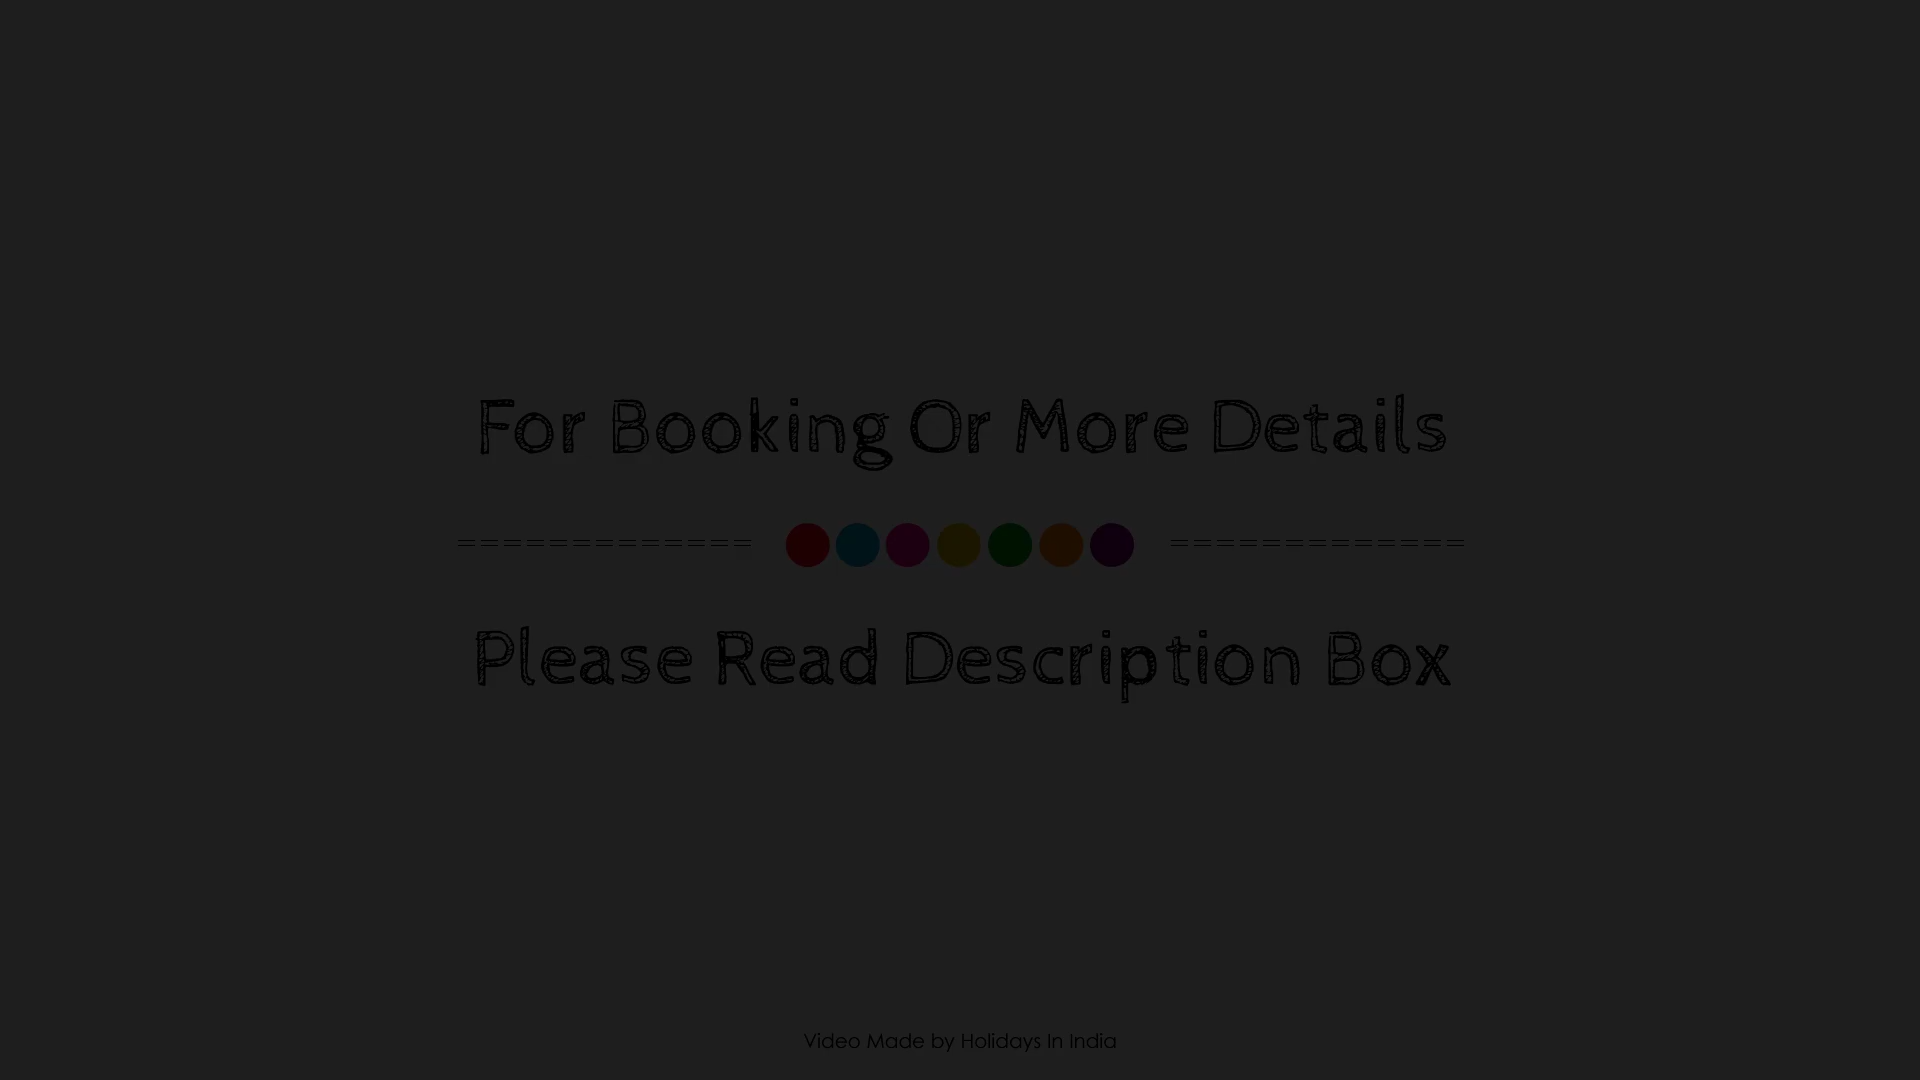 For Booking Or More Details
============= =============
Please Read Description Box
Video Made by Holidays In India